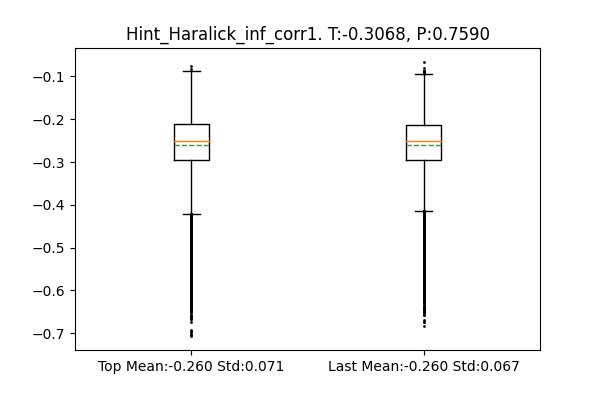 Hint_Haralick_inf_corr1. T:-0.3068, P:0.7590
−0.1
−0.2
−0.3
−0.4
−0.5
−0.6
−0.7
Top Mean:-0.260 Std:0.071
Last Mean:-0.260 Std:0.067